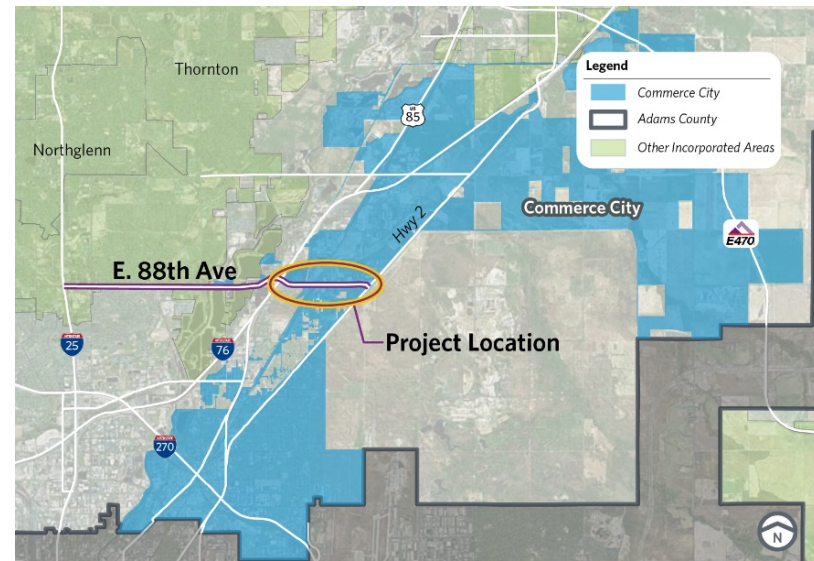 Thornton
Northglenn
US
85
Legend
Commerce City
Adams County
Other Incorporated Areas
Hwy 2
Commerce City
E470
E. 88th Ave
Project Location
25
76
270
N